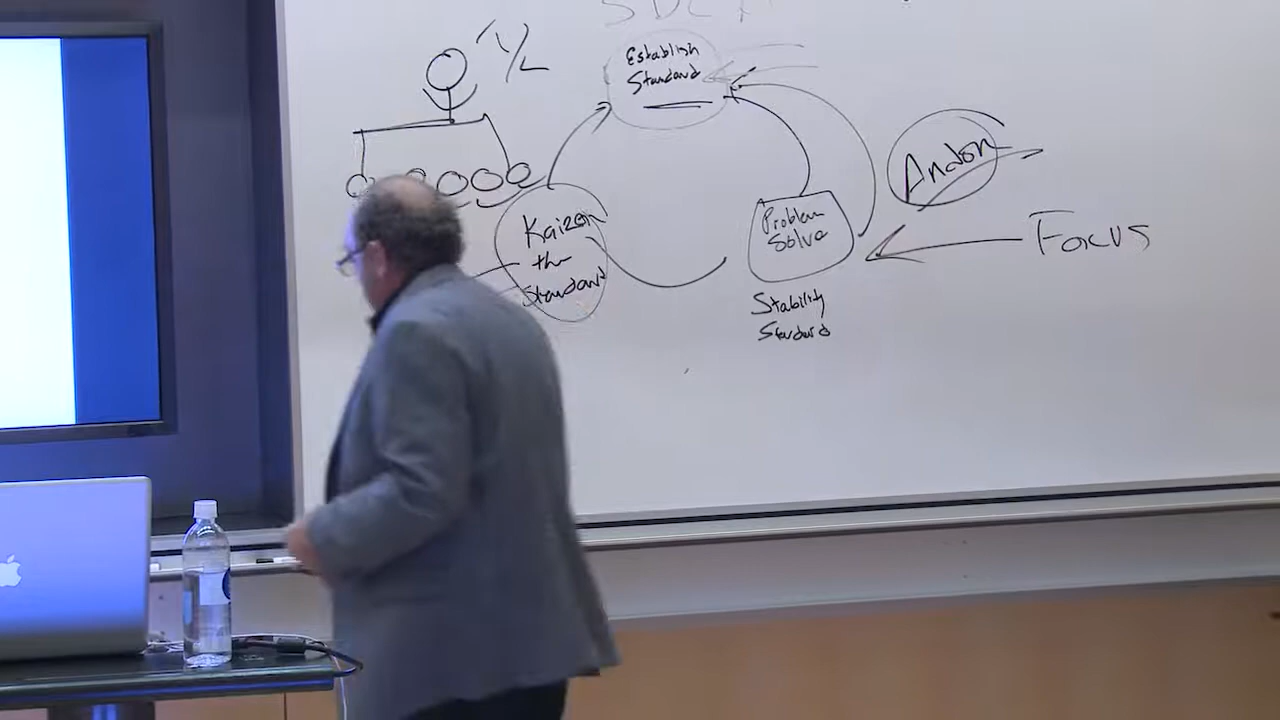 T/L
Establish
Standard
Andon
Problem
Solve
Focus
Kaizen
the
Standard
Stability
Standard